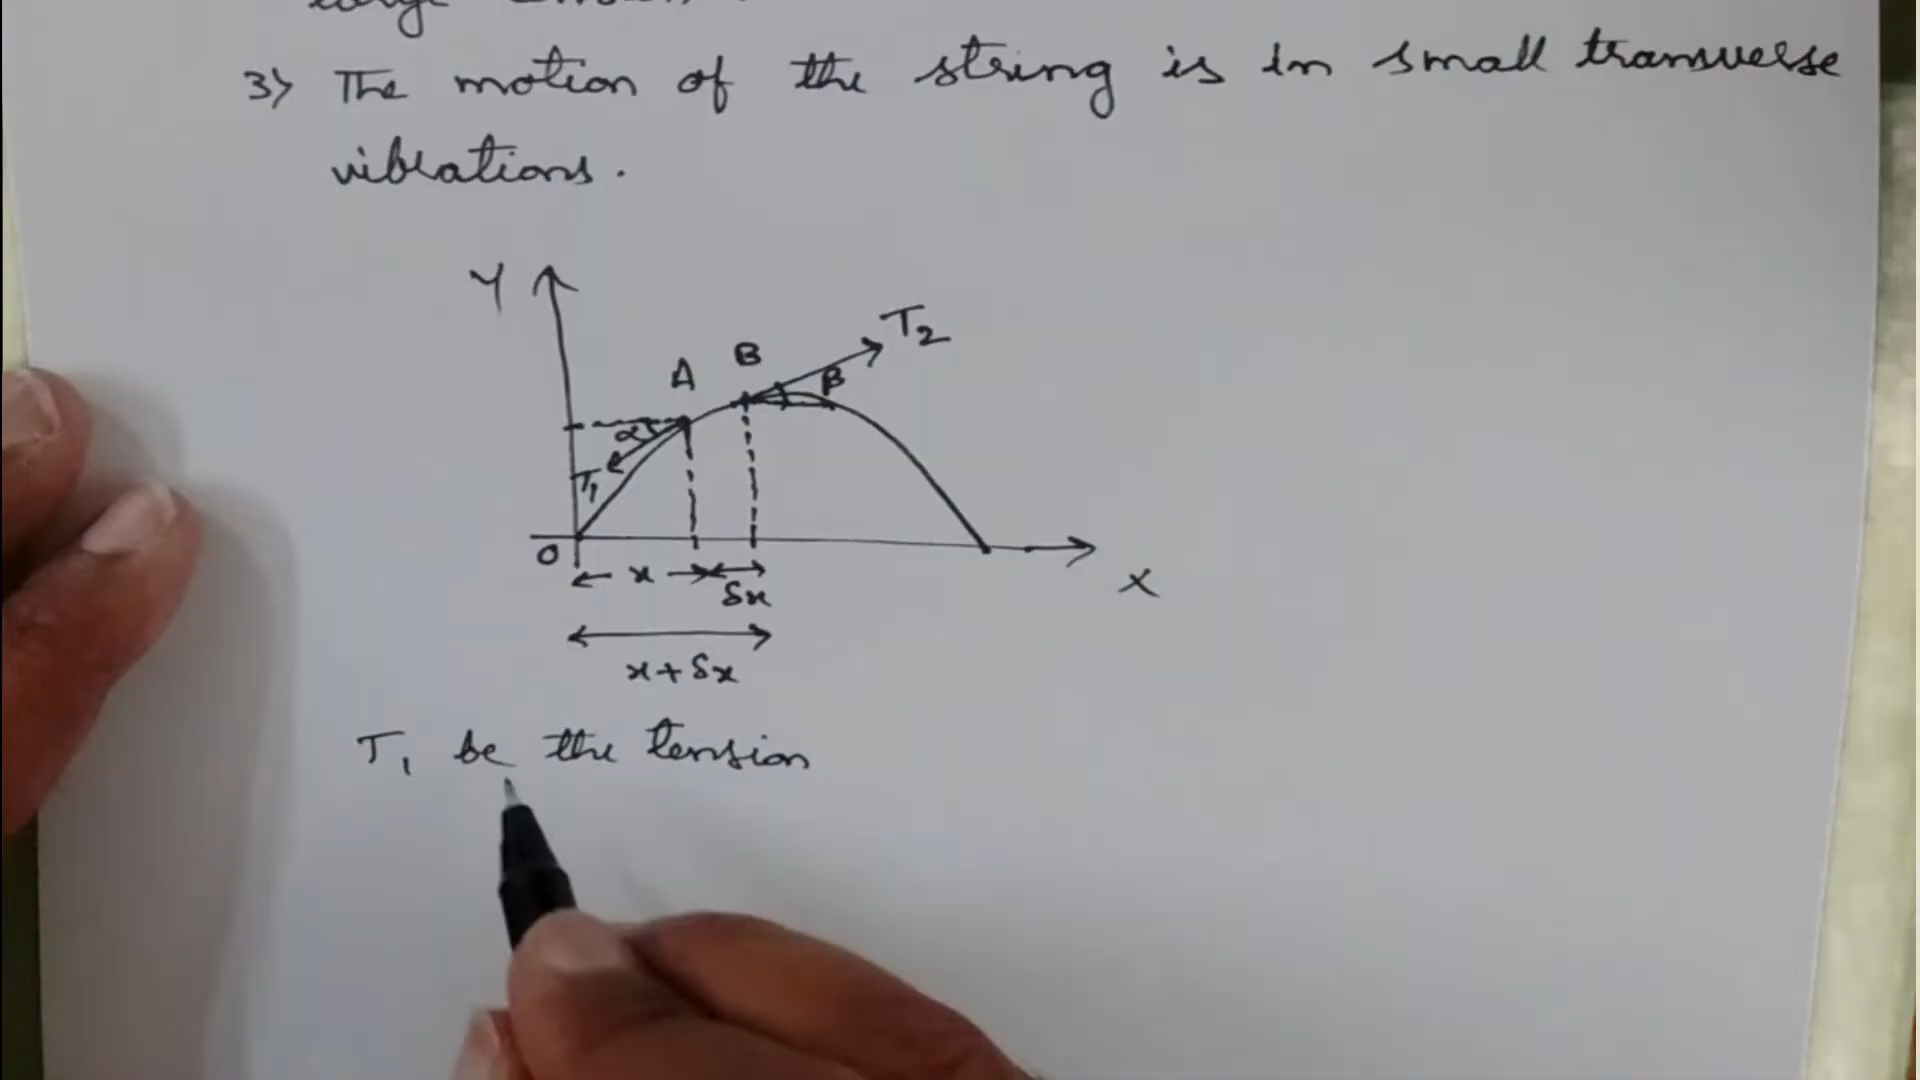 3) The motion of the string is in small transverse
vibrations.
Y
T2
B
A
β
α
T1
O
x
δx
X
x+δx
T1 be the tension